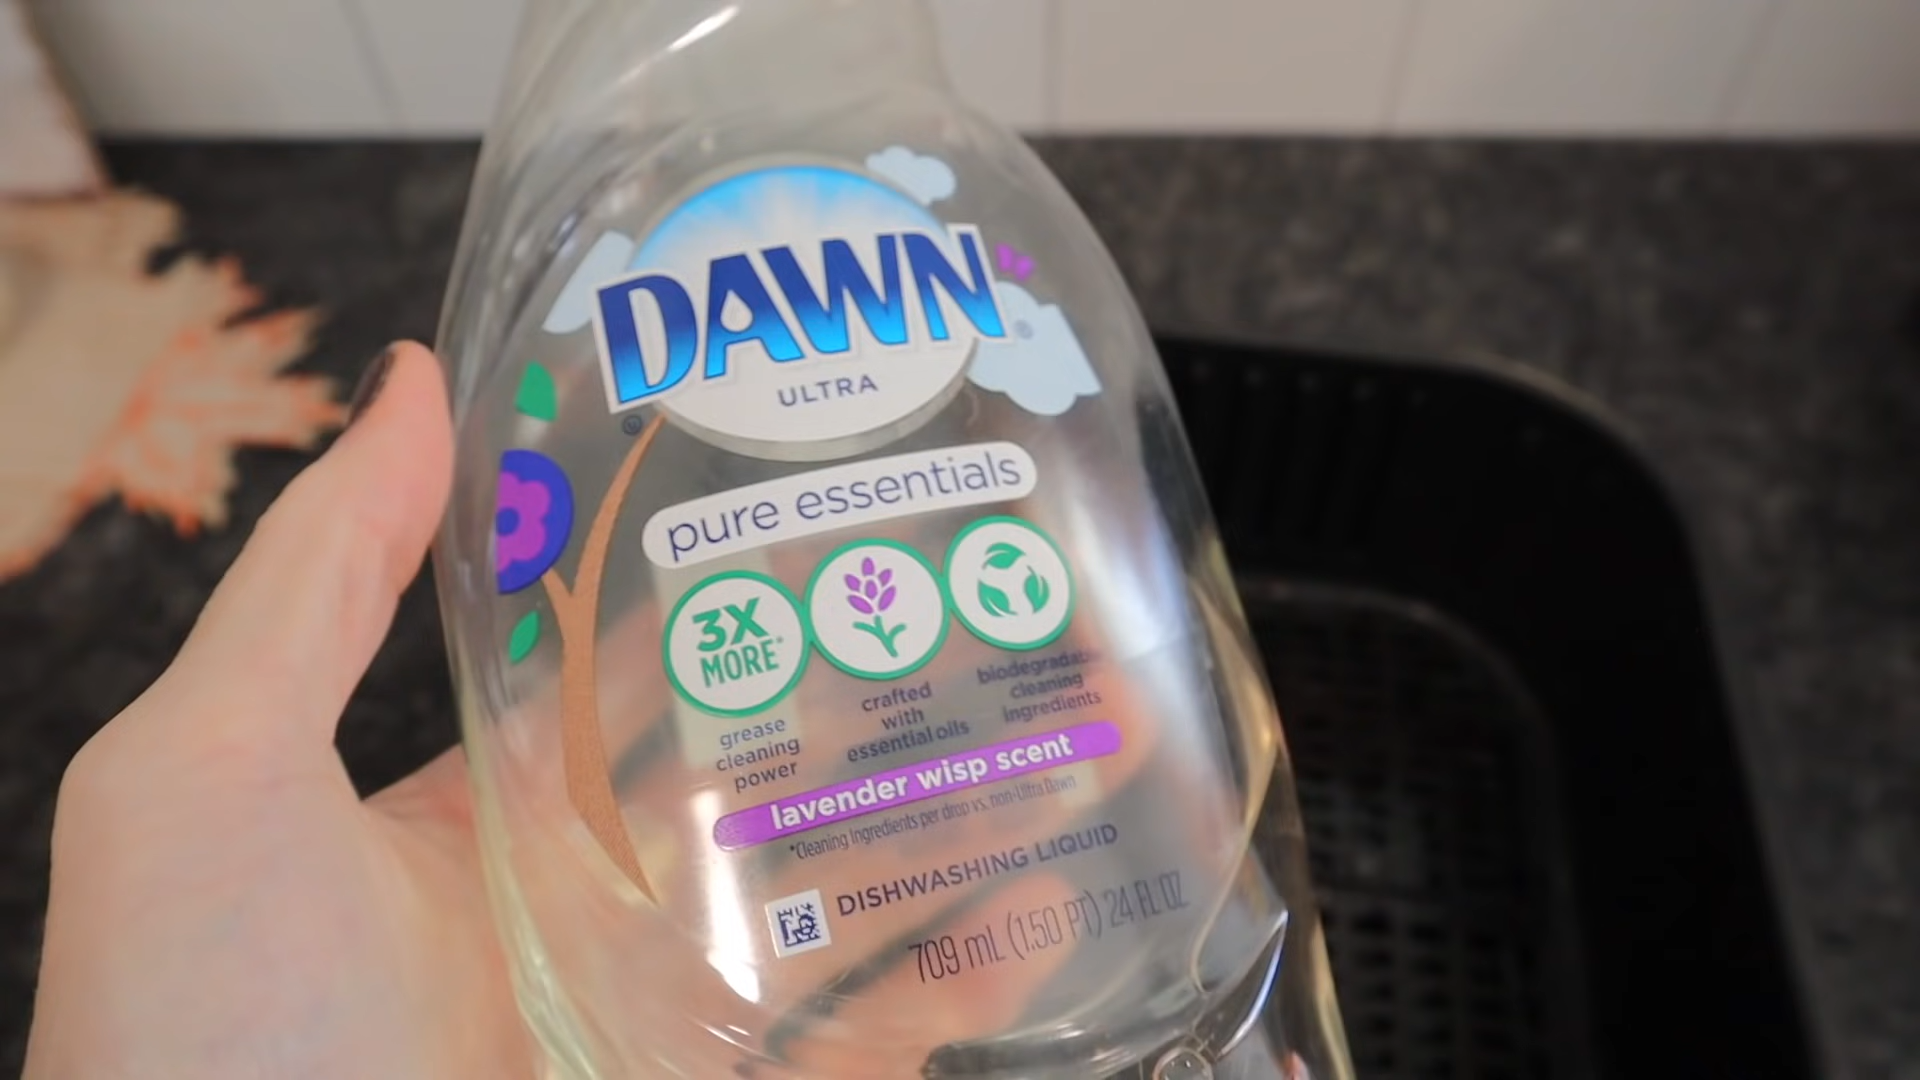 DAWN
ULTRA
pure essentials
3X
MORE*
grease
cleaning
power
crafted
with
essential oils
biodegradable
cleaning
ingredients
lavender wisp scent
*Cleaning Ingredients per drop vs. non-Ultra Dawn
DISHWASHING LIQUID
709 mL (1.50 PT) 24 FL OZ